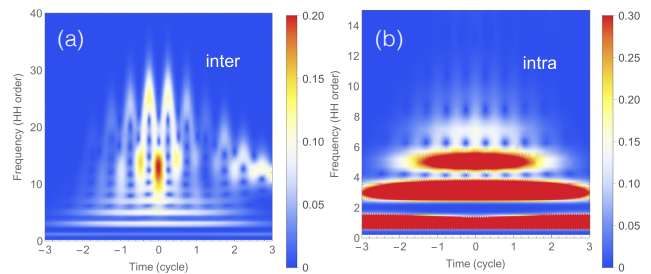 (a)
inter
Frequency (HH order)
40
30
20
10
0
−3 −2 −1 0 1 2 3
Time (cycle)
0.20
0.15
0.10
0.05
0
(b)
intra
Frequency (HH order)
14
12
10
8
6
4
2
0
−3 −2 −1 0 1 2 3
Time (cycle)
0.30
0.25
0.20
0.15
0.10
0.05
0